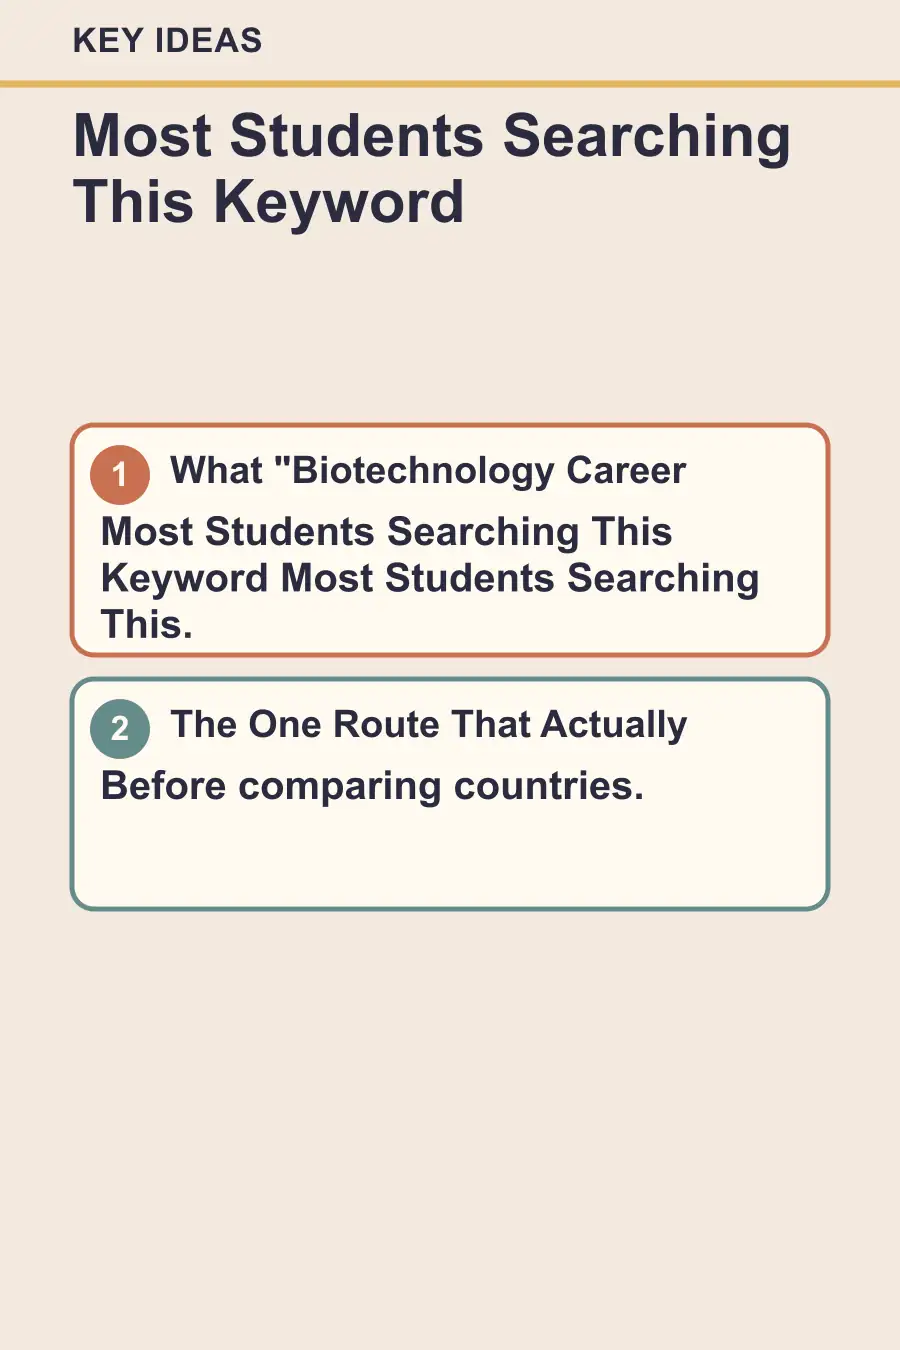 KEY IDEAS
Most Students Searching
This Keyword
1 What "Biotechnology Career
Most Students Searching This
Keyword Most Students Searching
This.
2 The One Route That Actually
Before comparing countries.